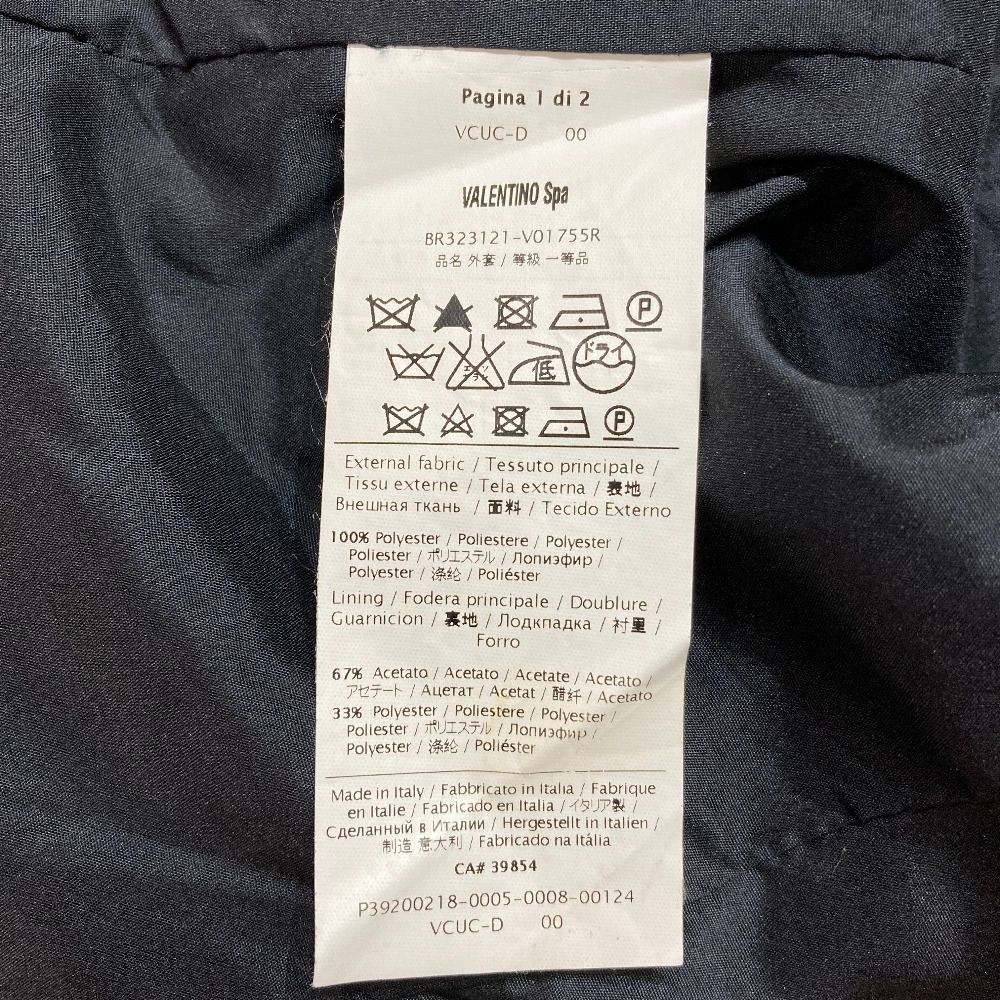 Pagina 1 di 2
VCUC-D 00
VALENTINO Spa
BR323121-V01755R
品名 外套 / 等級 一等品
P
エンソ
サラシ
低
ドライ
P
External fabric / Tessuto principale /
Tissu externe / Tela externa / 表地 /
Внешная ткань / 面料 / Tecido Externo
100% Polyester / Poliestere / Polyester /
Poliester / ポリエステル / Лопиэфир /
Polyester / 涤纶 / Poliéster
Lining / Fodera principale / Doublure /
Guarnicion / 裏地 / Лодкпадка / 衬里 /
Forro
67% Acetato / Acetato / Acetate / Acetato /
アセテート / Ацетат / Acetat / 醋纤 / Acetato
33% Polyester / Poliestere / Polyester /
Poliester / ポリエステル / Лопиэфир /
Polyester / 涤纶 / Poliéster
Made in Italy / Fabbricato in Italia / Fabrique
en Italie / Fabricado en Italia / イタリア製 /
Сделанный в Италии / Hergestellt in Italien /
制造 意大利 / Fabricado na Itália
CA# 39854
P39200218-0005-0008-00124
VCUC-D 00